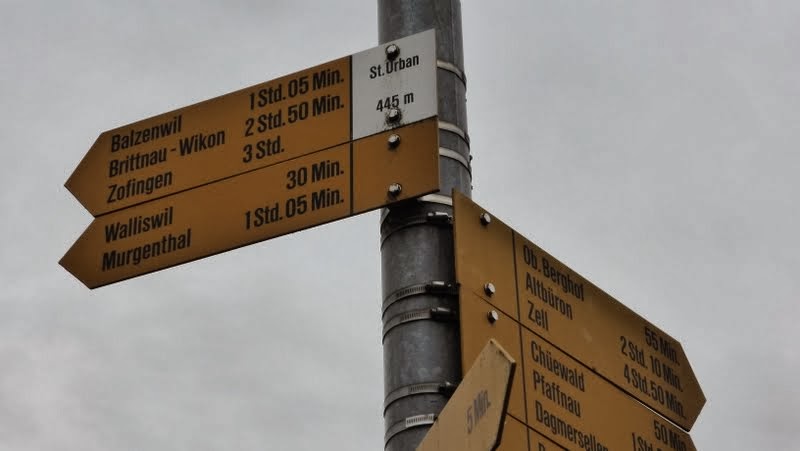 St. Urban
445 m
Balzenwil 1 Std. 05 Min.
Brittnau - Wikon 2 Std. 50 Min.
Zofingen 3 Std.
Walliswil 30 Min.
Murgenthal 1 Std. 05 Min.
Ob. Berghof 55 Min.
Altbüron 2 Std. 10 Min.
Zell 4 Std. 50 Min.
Chüewald 50 Min.
Pfaffnau 1 Std.
Dagmersellen
5 Min.